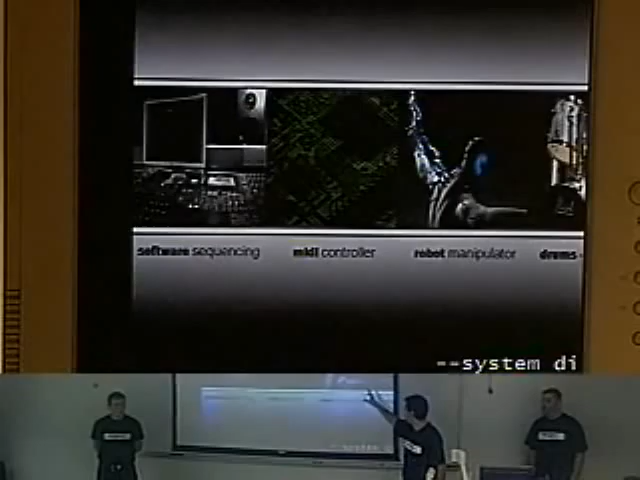 software sequencing midi controller robot manipulator drums
--system di